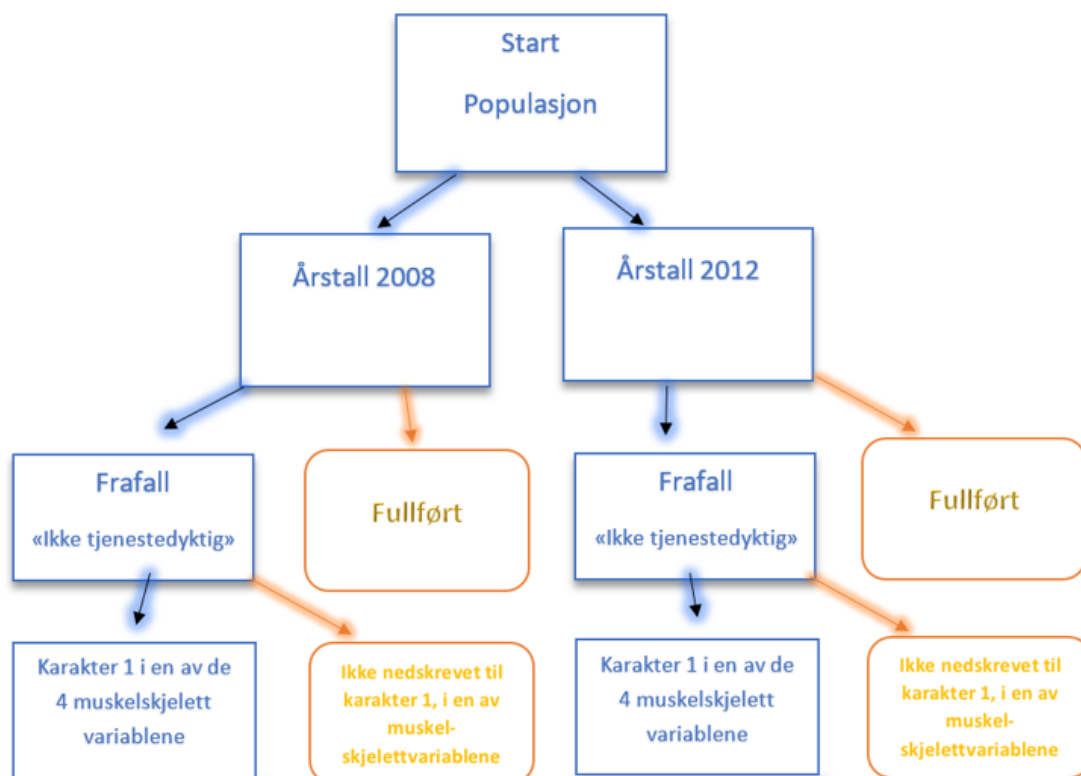 Start
Populasjon
Årstall 2008
Årstall 2012
Frafall
«Ikke tjenestedyktig»
Fullført
Frafall
«Ikke tjenestedyktig»
Fullført
Karakter 1 i en av de
4 muskelskjelett
variablene
Ikke nedskrevet til
karakter 1, i en av
muskel-
skjelettvariablene
Karakter 1 i en av de
4 muskelskjelett
variablene
Ikke nedskrevet til
karakter 1, i en av
muskel-
skjelettvariablene